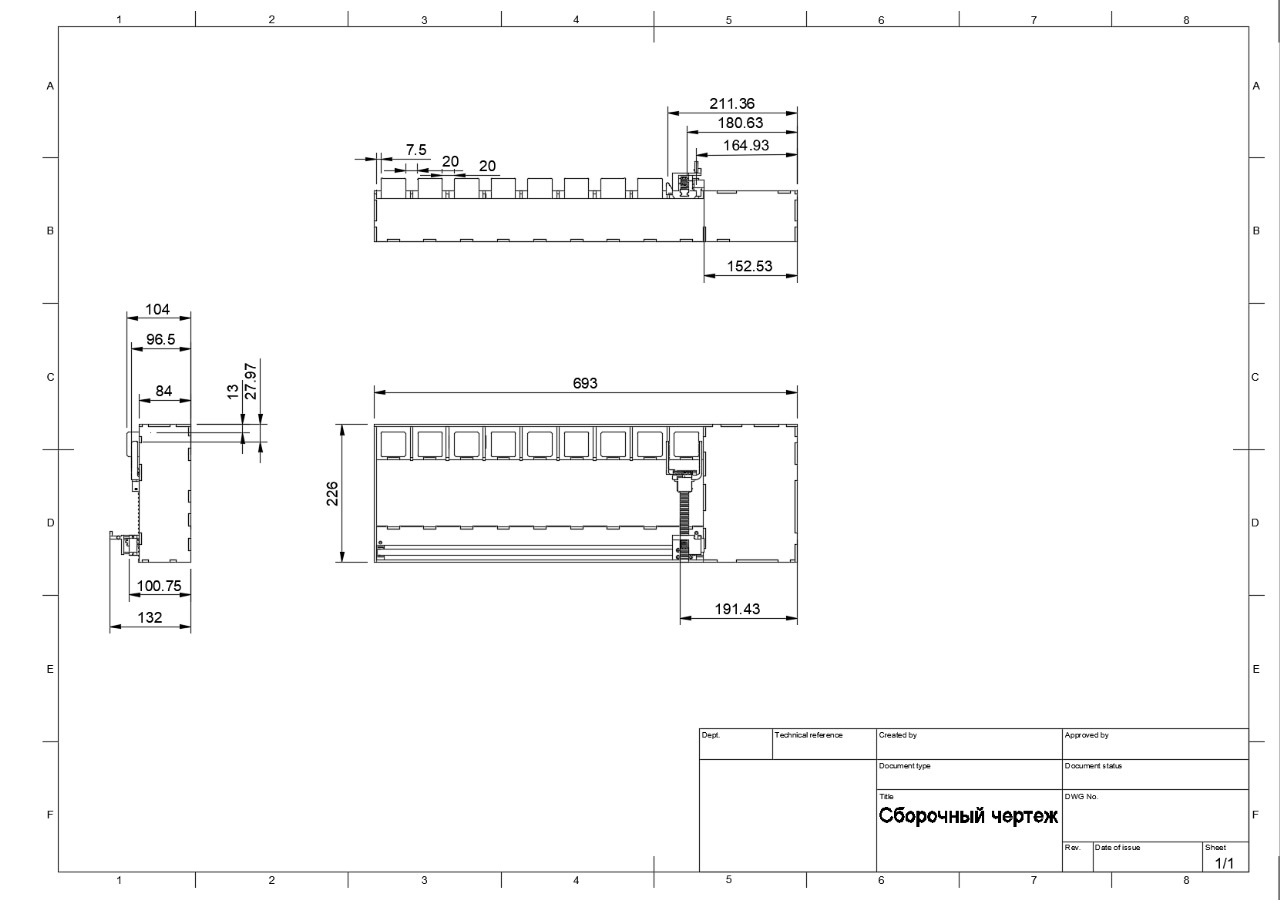 1 2 3 4 5 6 7 8
A A
211.36
180.63
164.93
7.5
20 20
B B
152.53
104
96.5
84
13
27.97
C C
693
226
D D
100.75
132
191.43
E E
Dept. Technical reference Created by Approved by
Document type Document status
Title DWG No.
Сборочный чертеж
F F
Rev. Date of issue Sheet
1/1
1 2 3 4 5 6 7 8